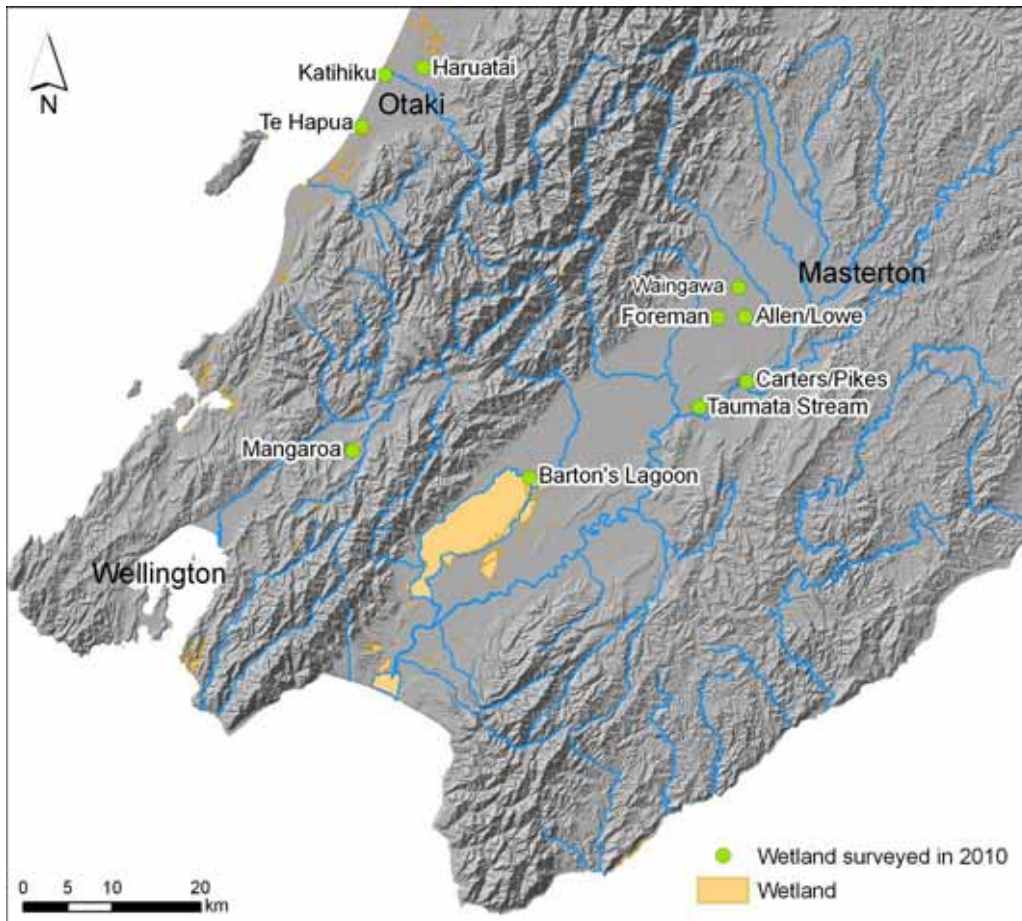 N
Katihiku
Haruatai
Otaki
Te Hapua
Masterton
Waingawa
Foreman
Allen/Lowe
Carters/Pikes
Taumata Stream
Mangaroa
Barton's Lagoon
Wellington
Wetland surveyed in 2010
Wetland
0 5 10 20
km